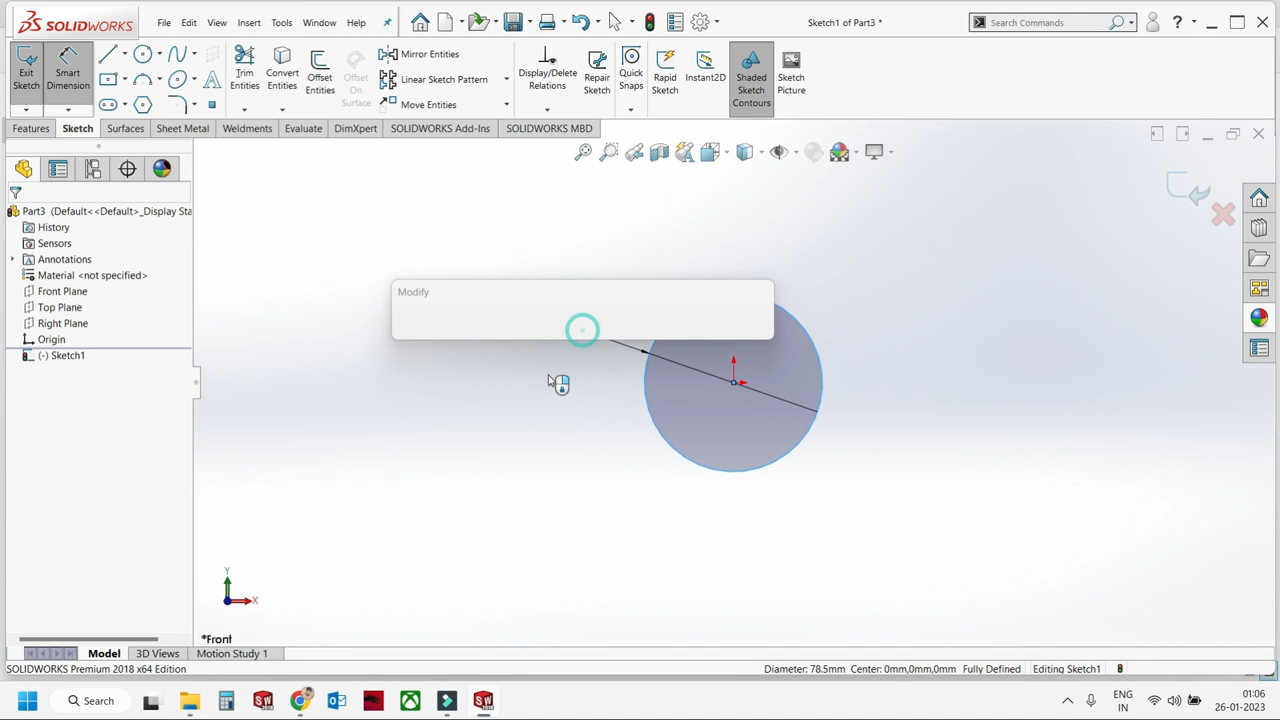 SOLIDWORKS
File Edit View Insert Tools Window Help
Sketch1 of Part3 *
Search Commands
Exit Sketch
Smart Dimension
Trim Entities
Convert Entities
Offset Entities
Offset On Surface
Mirror Entities
Linear Sketch Pattern
Move Entities
Display/Delete Relations
Repair Sketch
Quick Snaps
Rapid Sketch
Instant2D
Shaded Sketch Contours
Sketch Picture
Features Sketch Surfaces Sheet Metal Weldments Evaluate DimXpert SOLIDWORKS Add-Ins SOLIDWORKS MBD
Part3 (Default<<Default>_Display Sta
History
Sensors
Annotations
Material <not specified>
Front Plane
Top Plane
Right Plane
Origin
(-) Sketch1
Modify
Y
X
*Front
Model 3D Views Motion Study 1
SOLIDWORKS Premium 2018 x64 Edition
Diameter: 78.5mm Center: 0mm,0mm,0mm Fully Defined Editing Sketch1
Search
ENG
IN
01:06
26-01-2023